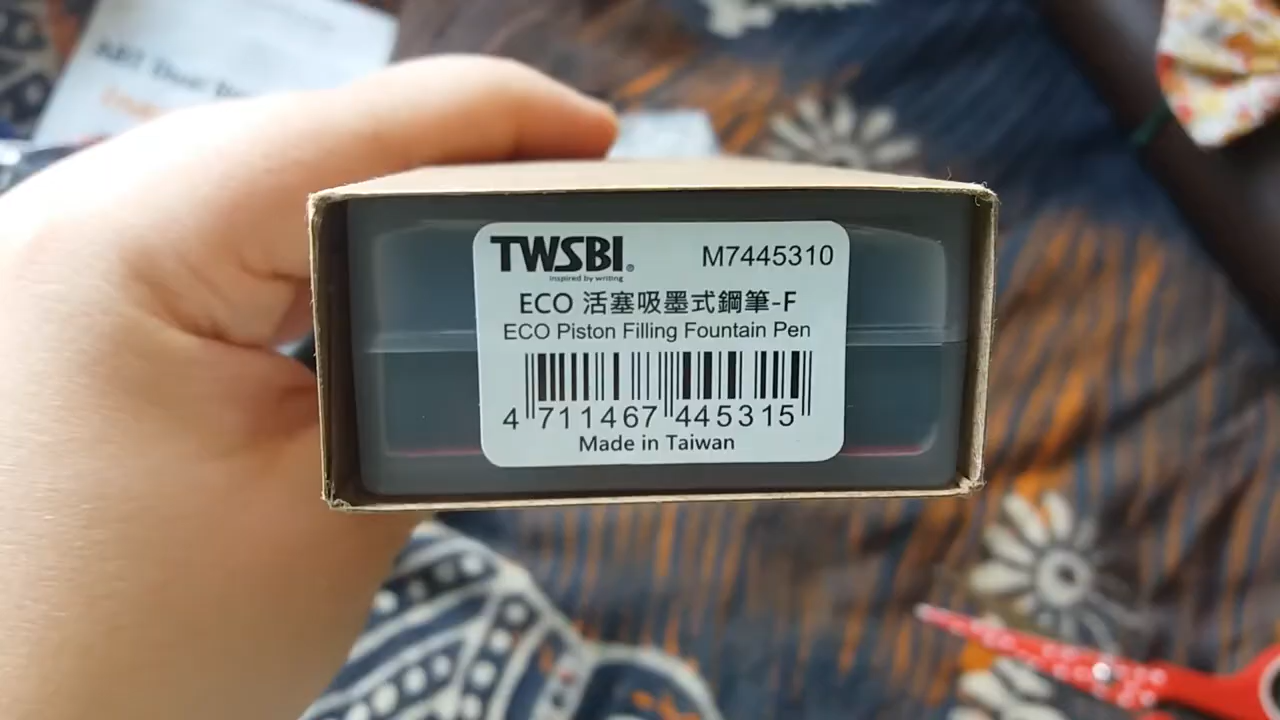 TWSBI®
inspired by writing
M7445310
ECO 活塞吸墨式鋼筆-F
ECO Piston Filling Fountain Pen
4 711467 445315
Made in Taiwan